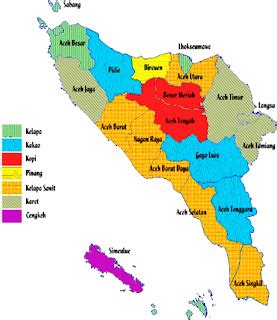 Sabang
Lhokseumawe
Aceh Besar
Pidie
Bireuen
Aceh Utara
Bener Meriah
Aceh Jaya
Aceh Timur
Langsa
Aceh Tengah
Aceh Barat
Nagan Raya
Aceh Tamiang
Gayo Lues
Aceh Barat Daya
Aceh Selatan
Aceh Tenggara
Aceh Singkil
Simeulue
Kelapa
Kakao
Kopi
Pinang
Kelapa Sawit
Karet
Cengkeh